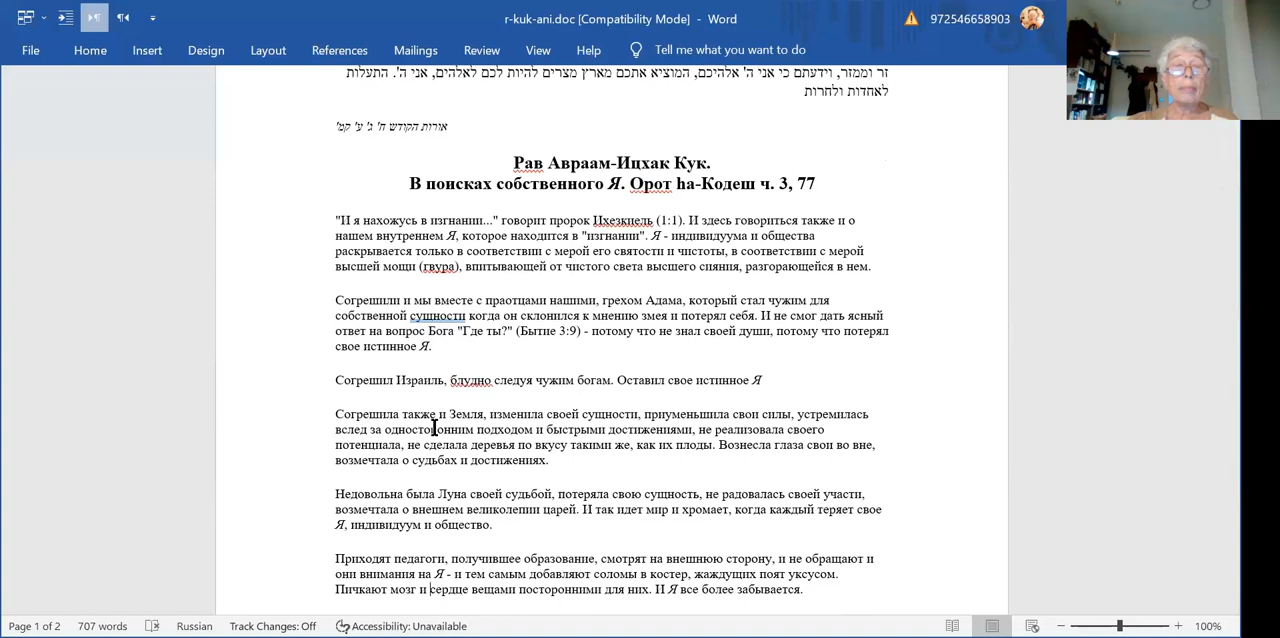 r-kuk-ani.doc [Compatibility Mode] - Word
972546658903
File Home Insert Design Layout References Mailings Review View Help Tell me what you want to do
זר וממזר, וידעתם כי אני ה' אלהיכם, המוציא אתכם מארץ מצרים להיות לכם לאלהים, אני ה'. התעלות
לאחדות ולחרות
אורות הקודש ח' ג' ע' קמ'
Рав Авраам-Ицхак Кук.
В поисках собственного Я. Орот hа-Кодеш ч. 3, 77
"И я нахожусь в изгнании..." говорит пророк Ихезкиель (1:1). И здесь говориться также и о
нашем внутреннем Я, которое находится в "изгнании". Я - индивидуума и общества
раскрывается только в соответствии с мерой его святости и чистоты, в соответствии с мерой
высшей мощи (гвура), впитывающей от чистого света высшего сияния, разгорающейся в нем.
Согрешили и мы вместе с праотцами нашими, грехом Адама, который стал чужим для
собственной сущности когда он склонился к мнению змея и потерял себя. И не смог дать ясный
ответ на вопрос Бога "Где ты?" (Бытие 3:9) - потому что не знал своей души, потому что потерял
свое истинное Я.
Согрешил Израиль, блудно следуя чужим богам. Оставил свое истинное Я
Согрешила также и Земля, изменила своей сущности, приуменьшила свои силы, устремилась
вслед за односторонним подходом и быстрыми достижениями, не реализовала своего
потенциала, не сделала деревья по вкусу такими же, как их плоды. Вознесла глаза свои во вне,
возмечтала о судьбах и достижениях.
Недовольна была Луна своей судьбой, потеряла свою сущность, не радовалась своей участи,
возмечтала о внешнем великолепии царей. И так идет мир и хромает, когда каждый теряет свое
Я, индивидуум и общество.
Приходят педагоги, получившее образование, смотрят на внешнюю сторону, и не обращают и
они внимания на Я - и тем самым добавляют соломы в костер, жаждущих поят уксусом.
Пичкают мозг и сердце вещами посторонними для них. И Я все более забывается.
Page 1 of 2 707 words Russian Track Changes: Off Accessibility: Unavailable 100%